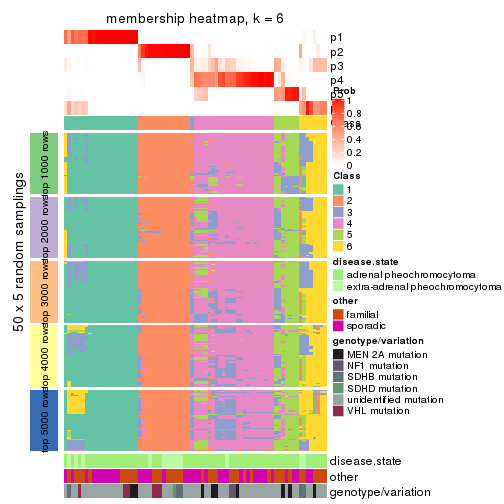 membership heatmap, k = 6
p1
p2
p3
p4
Prob
1
0.8
0.6
0.4
0.2
0
Class
1
2
3
4
5
6
disease.state
adrenal pheochromocytoma
extra-adrenal pheochromocytoma
other
familial
sporadic
genotype/variation
MEN 2A mutation
NF1 mutation
SDHB mutation
SDHD mutation
unidentified mutation
VHL mutation
50 x 5 random samplings
top 1000 rows
top 2000 rows
top 3000 rows
top 4000 rows
top 5000 rows
disease.state
other
genotype/variation